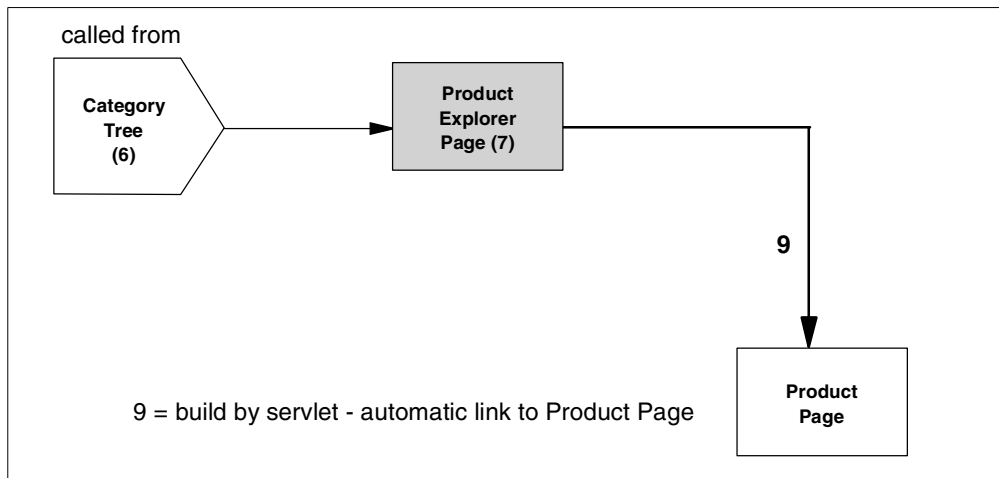 called from
Category
Tree
(6)
Product
Explorer
Page (7)
9
Product
Page
9 = build by servlet - automatic link to Product Page